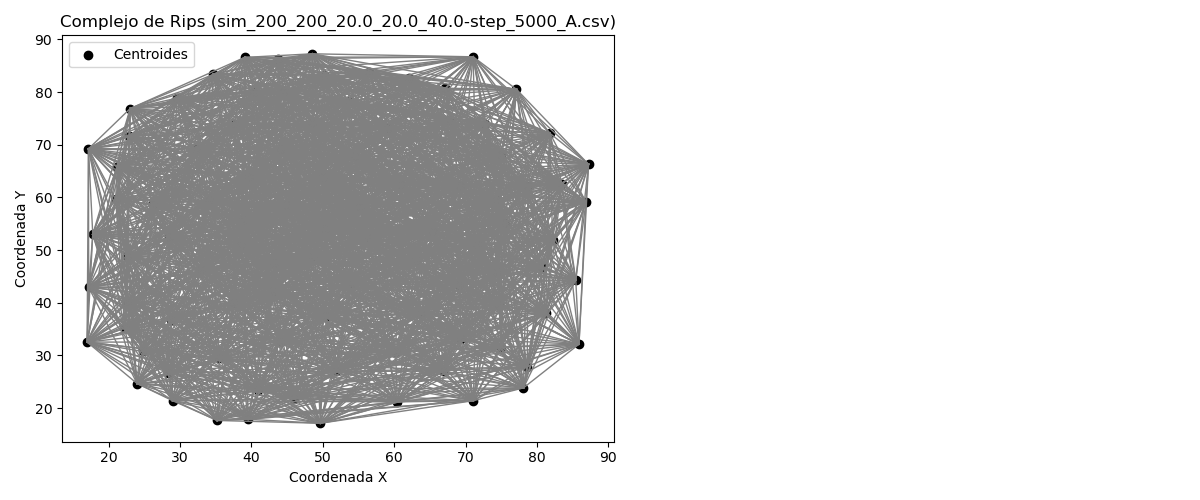 Complejo de Rips (sim_200_200_20.0_20.0_40.0-step_5000_A.csv)
Centroides
90
80
70
60
50
40
30
20
Coordenada Y
20 30 40 50 60 70 80 90
Coordenada X